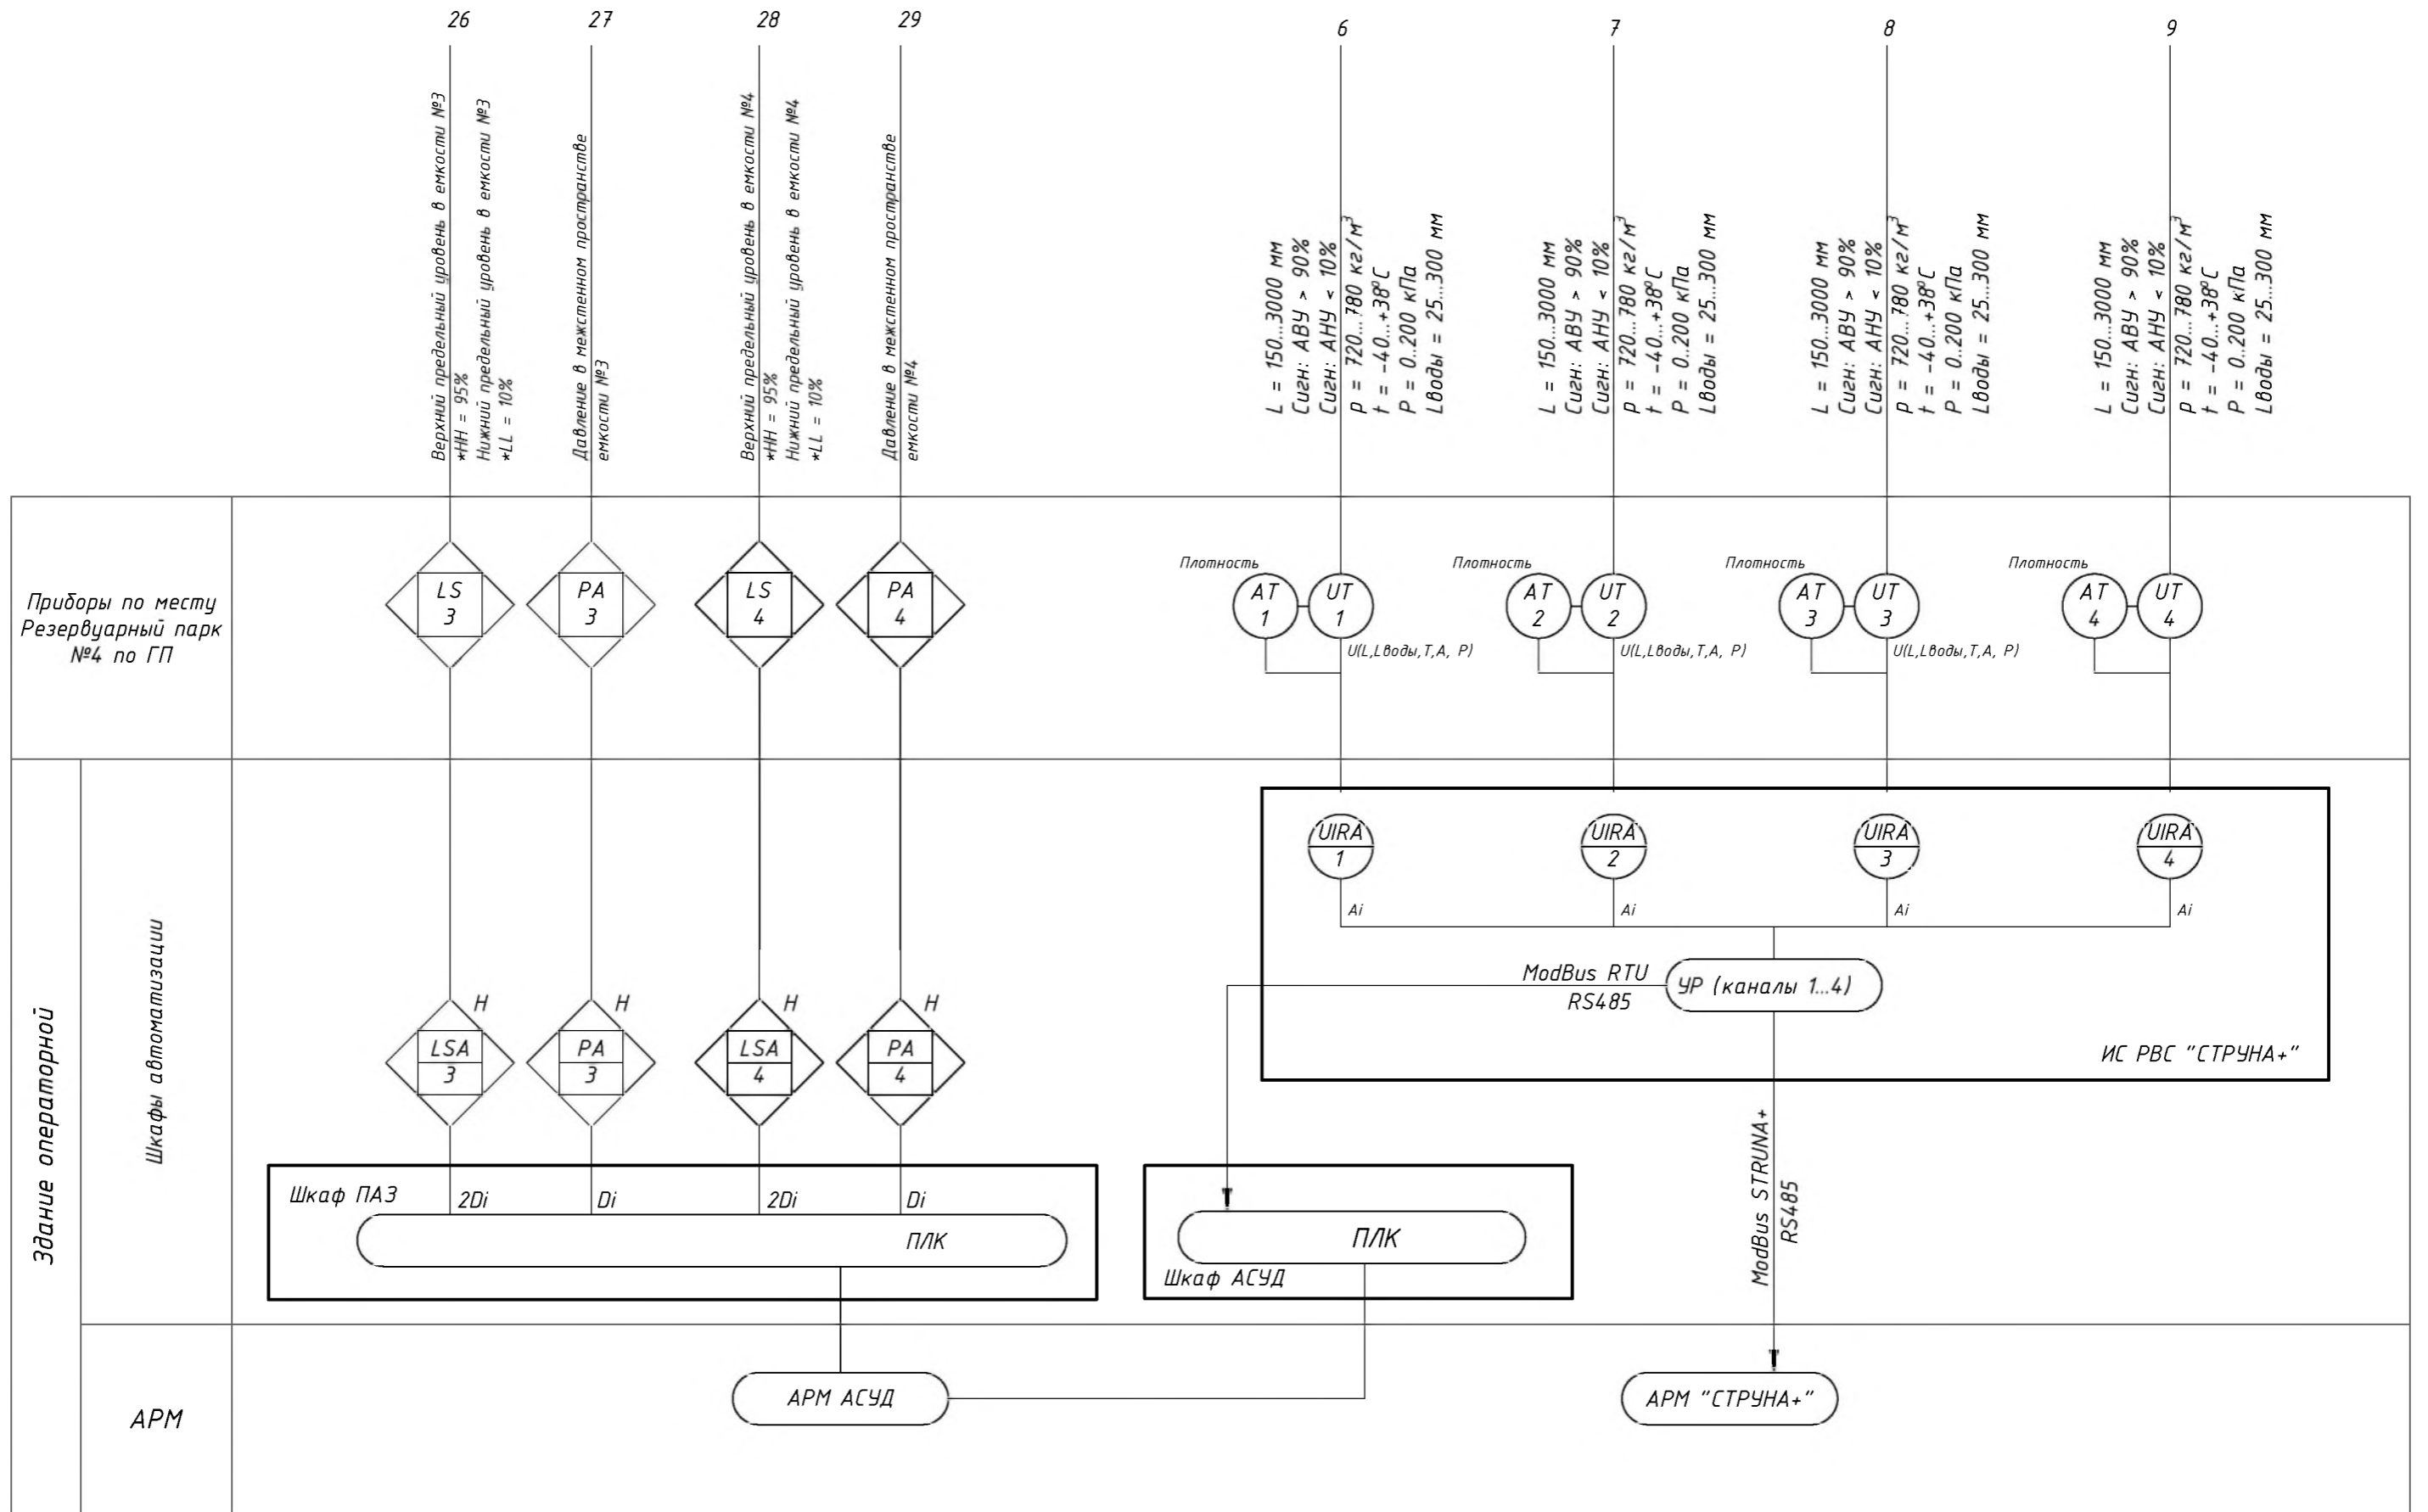 26
27
28
29
6
7
8
9
Верхний предельный уровень в емкости №3
*HH = 95%
Нижний предельный уровень в емкости №3
*LL = 10%
Давление в межстенном пространстве
емкости №3
Верхний предельный уровень в емкости №4
*HH = 95%
Нижний предельный уровень в емкости №4
*LL = 10%
Давление в межстенном пространстве
емкости №4
L = 150...3000 мм
Сигн: АВУ > 90%
Сигн: АНУ < 10%
р = 720...780 кг/м³
t = -40...+38⁰С
P = 0..200 кПа
Lводы = 25...300 мм
L = 150...3000 мм
Сигн: АВУ > 90%
Сигн: АНУ < 10%
р = 720...780 кг/м³
t = -40...+38⁰С
P = 0..200 кПа
Lводы = 25...300 мм
L = 150...3000 мм
Сигн: АВУ > 90%
Сигн: АНУ < 10%
р = 720...780 кг/м³
t = -40...+38⁰С
P = 0..200 кПа
Lводы = 25...300 мм
L = 150...3000 мм
Сигн: АВУ > 90%
Сигн: АНУ < 10%
р = 720...780 кг/м³
t = -40...+38⁰С
P = 0..200 кПа
Lводы = 25...300 мм
Приборы по месту
Резервуарный парк
№4 по ГП
LS
3
PA
3
LS
4
PA
4
Плотность
AT
1
UT
1
U(L,Lводы,T,A, P)
Плотность
AT
2
UT
2
U(L,Lводы,T,A, P)
Плотность
AT
3
UT
3
U(L,Lводы,T,A, P)
Плотность
AT
4
UT
4
Здание операторной
Шкафы автоматизации
UIRA
1
UIRA
2
UIRA
3
UIRA
4
Ai
Ai
Ai
Ai
ModBus RTU
RS485
УР (каналы 1...4)
ИС РВС "СТРУНА+"
H
LSA
3
H
PA
3
H
LSA
4
H
PA
4
Шкаф ПАЗ
2Di
Di
2Di
Di
ПЛК
ПЛК
Шкаф АСУД
ModBus STRUNA+
RS485
АРМ
АРМ АСУД
АРМ "СТРУНА+"